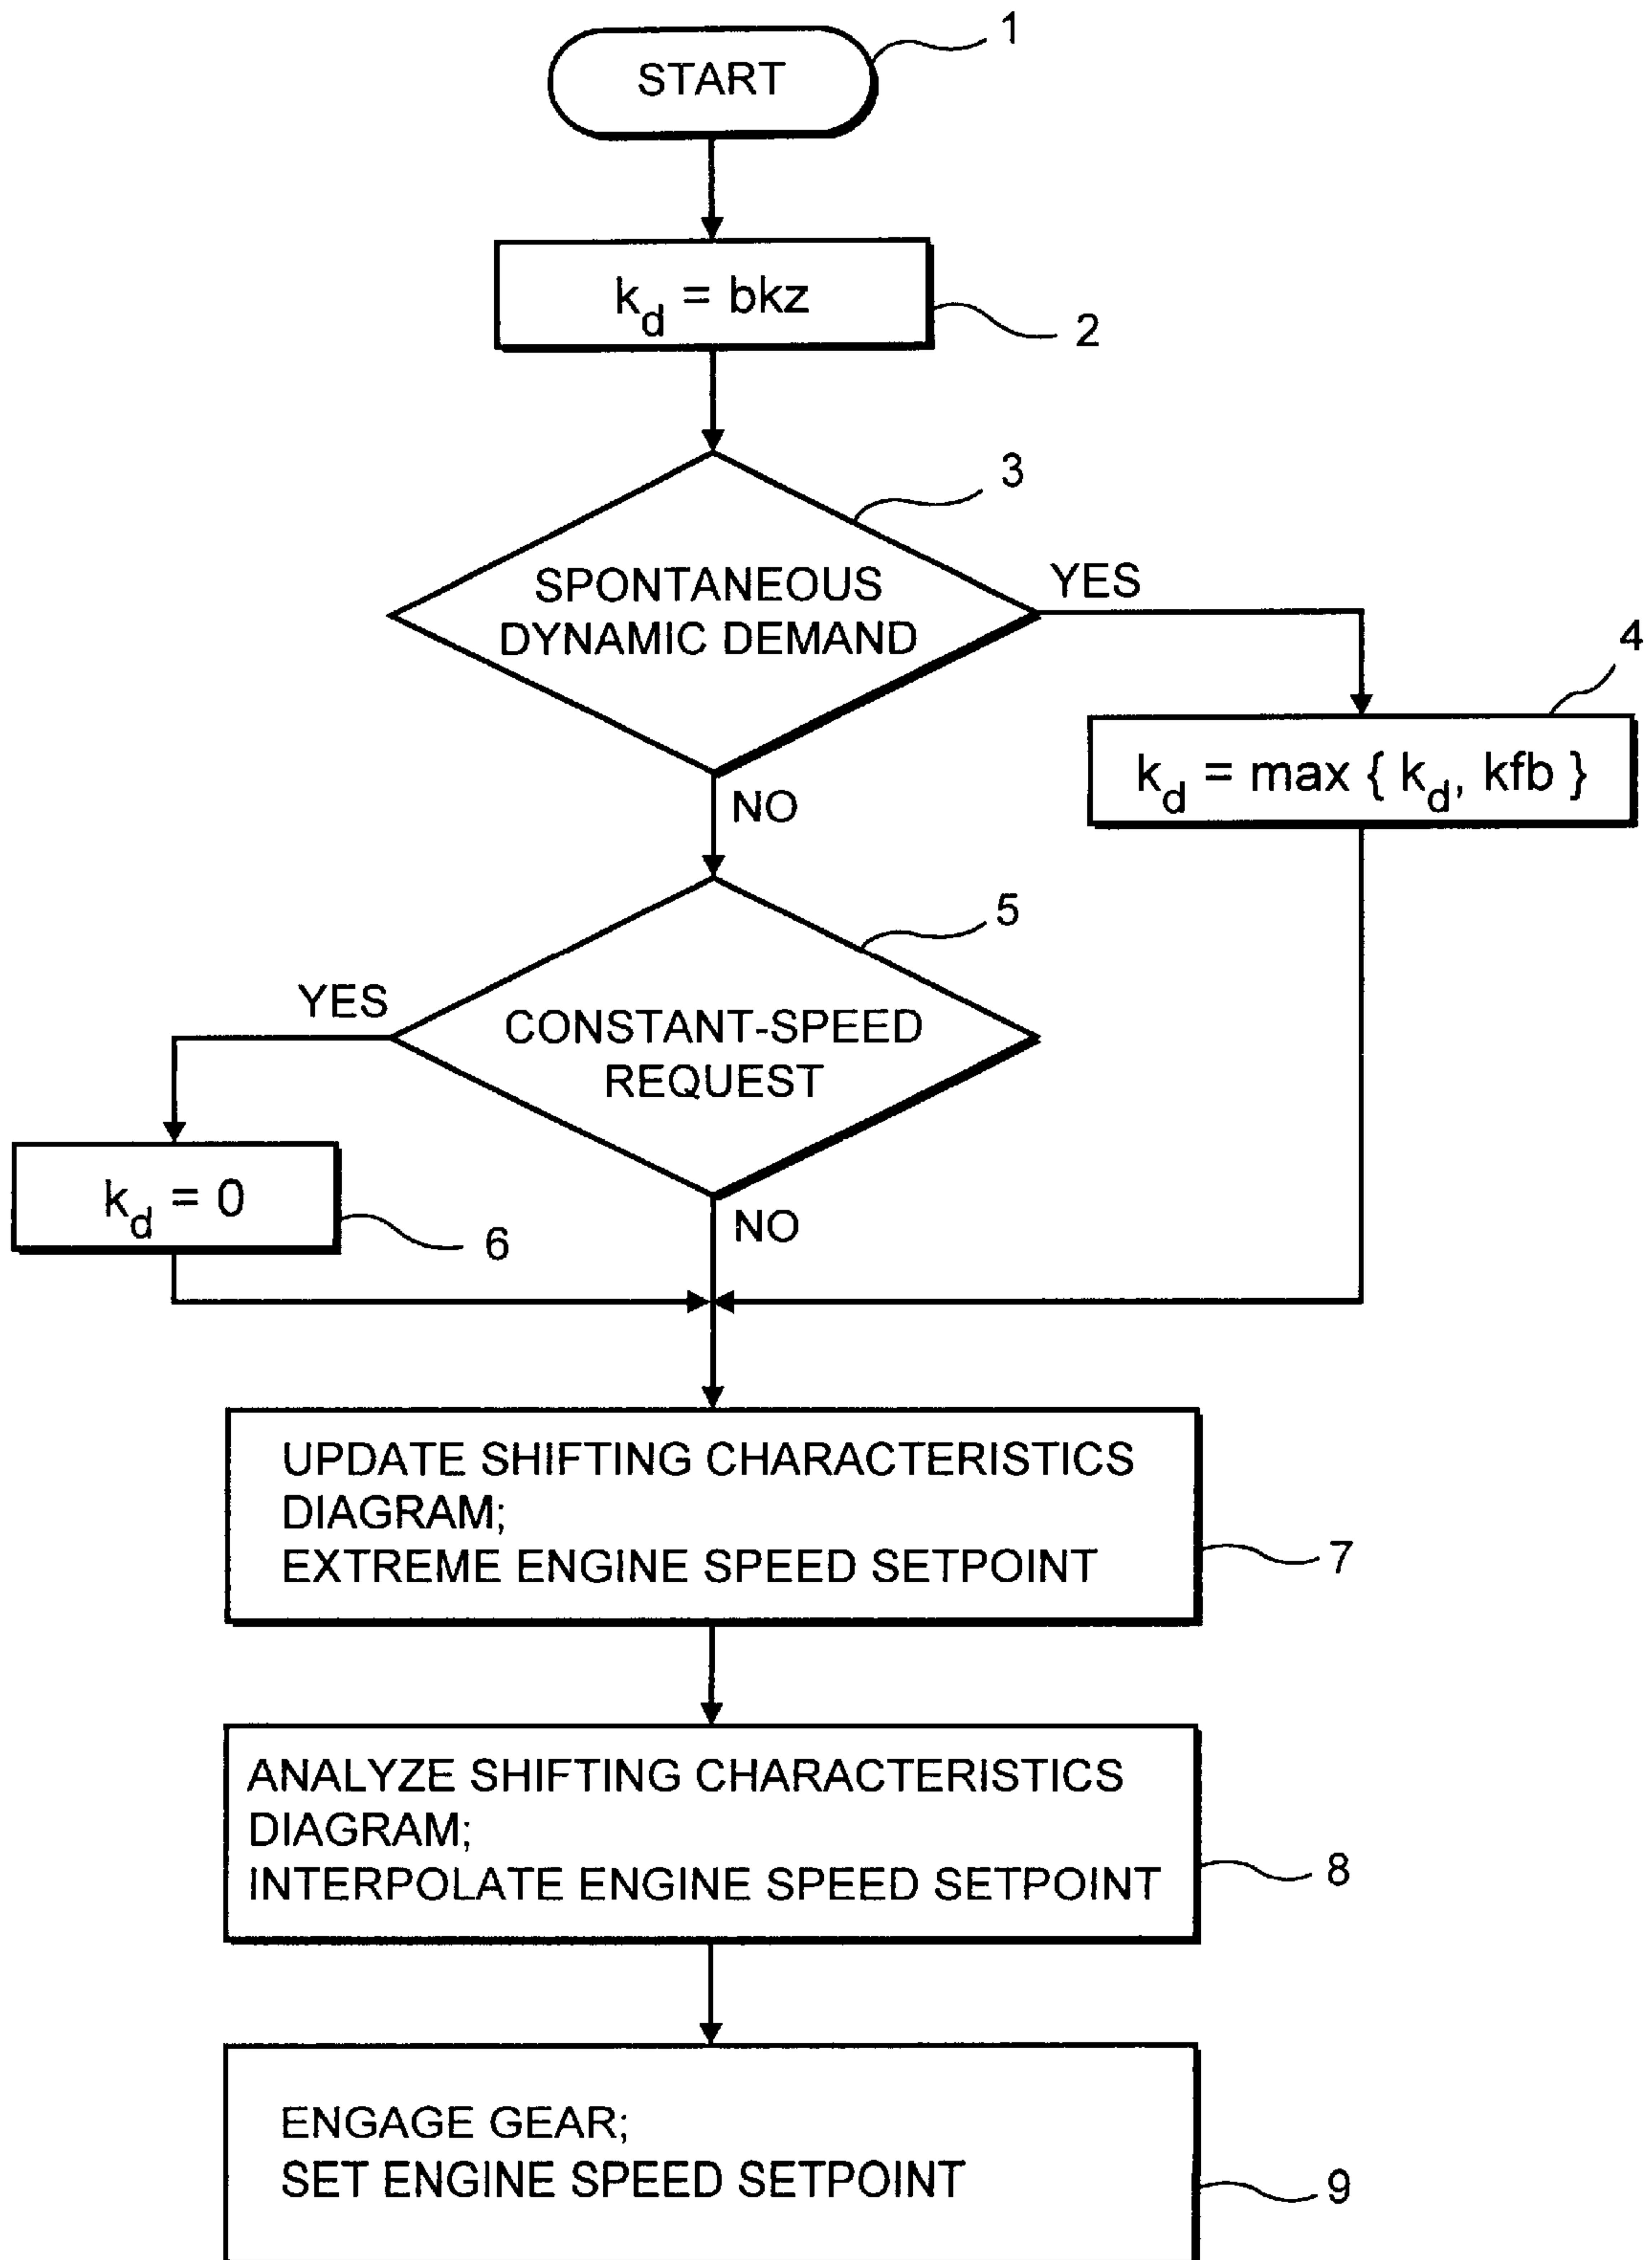 1
START
k_d = bkz
2
3
SPONTANEOUS
DYNAMIC DEMAND
YES
4
k_d = max { k_d, kfb }
NO
5
YES
CONSTANT-SPEED
REQUEST
k_d = 0
6
NO
UPDATE SHIFTING CHARACTERISTICS
DIAGRAM;
EXTREME ENGINE SPEED SETPOINT
7
ANALYZE SHIFTING CHARACTERISTICS
DIAGRAM;
INTERPOLATE ENGINE SPEED SETPOINT
8
ENGAGE GEAR;
SET ENGINE SPEED SETPOINT
9